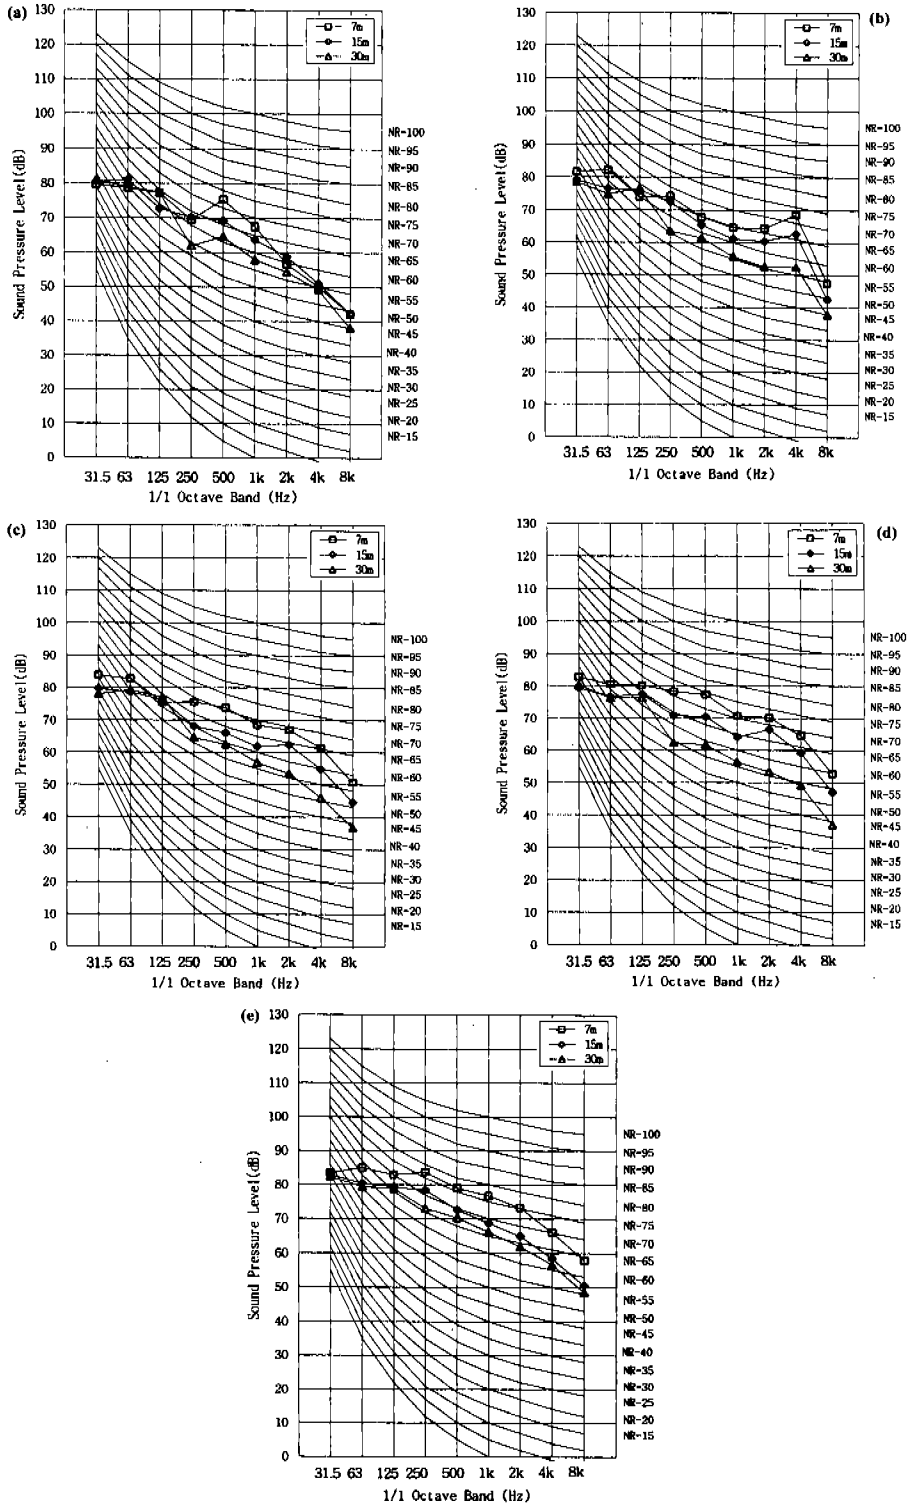 (a)
130
120
110
100
90
80
70
60
50
40
30
20
10
0
Sound Pressure Level(dB)
7m
15m
30m
NR-100
NR-95
NR-90
NR-85
NR-80
NR-75
NR-70
NR-65
NR-60
NR-55
NR-50
NR-45
NR-40
NR-35
NR-30
NR-25
NR-20
NR-15
31.5 63 125 250 500 1k 2k 4k 8k
1/1 Octave Band (Hz)
(b)
130
120
110
100
90
80
70
60
50
40
30
20
10
0
Sound Pressure Level(dB)
7m
15m
30m
NR-100
NR-95
NR-90
NR-85
NR-80
NR-75
NR-70
NR-65
NR-60
NR-55
NR-50
NR-45
NR-40
NR-35
NR-30
NR-25
NR-20
NR-15
31.5 63 125 250 500 1k 2k 4k 8k
1/1 Octave Band (Hz)
(c)
130
120
110
100
90
80
70
60
50
40
30
20
10
0
Sound Pressure Level(dB)
7m
15m
30m
NR-100
NR-95
NR-90
NR-85
NR-80
NR-75
NR-70
NR-65
NR-60
NR-55
NR-50
NR-45
NR-40
NR-35
NR-30
NR-25
NR-20
NR-15
31.5 63 125 250 500 1k 2k 4k 8k
1/1 Octave Band (Hz)
(d)
130
120
110
100
90
80
70
60
50
40
30
20
10
0
Sound Pressure Level(dB)
7m
15m
30m
NR-100
NR-95
NR-90
NR-85
NR-80
NR-75
NR-70
NR-65
NR-60
NR-55
NR-50
NR-45
NR-40
NR-35
NR-30
NR-25
NR-20
NR-15
31.5 63 125 250 500 1k 2k 4k 8k
1/1 Octave Band (Hz)
(e)
130
120
110
100
90
80
70
60
50
40
30
20
10
0
Sound Pressure Level(dB)
7m
15m
30m
NR-100
NR-95
NR-90
NR-85
NR-80
NR-75
NR-70
NR-65
NR-60
NR-55
NR-50
NR-45
NR-40
NR-35
NR-30
NR-25
NR-20
NR-15
31.5 63 125 250 500 1k 2k 4k 8k
1/1 Octave Band (Hz)